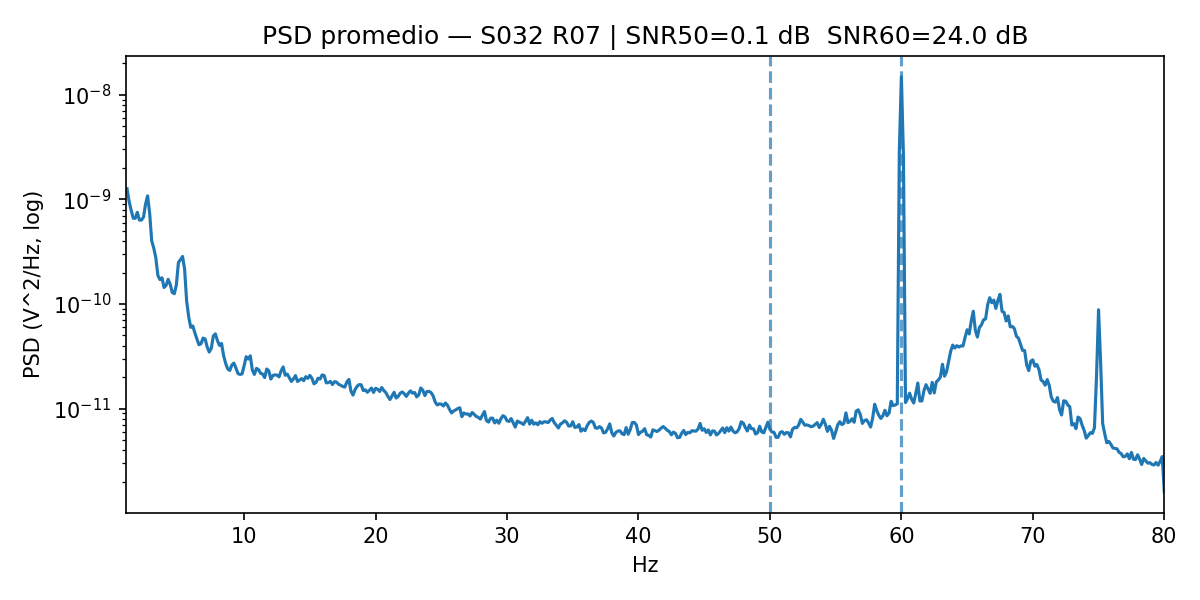 PSD promedio — S032 R07 | SNR50=0.1 dB  SNR60=24.0 dB
PSD (V^2/Hz, log)
10⁻⁸
10⁻⁹
10⁻¹⁰
10⁻¹¹
10 20 30 40 50 60 70 80
Hz